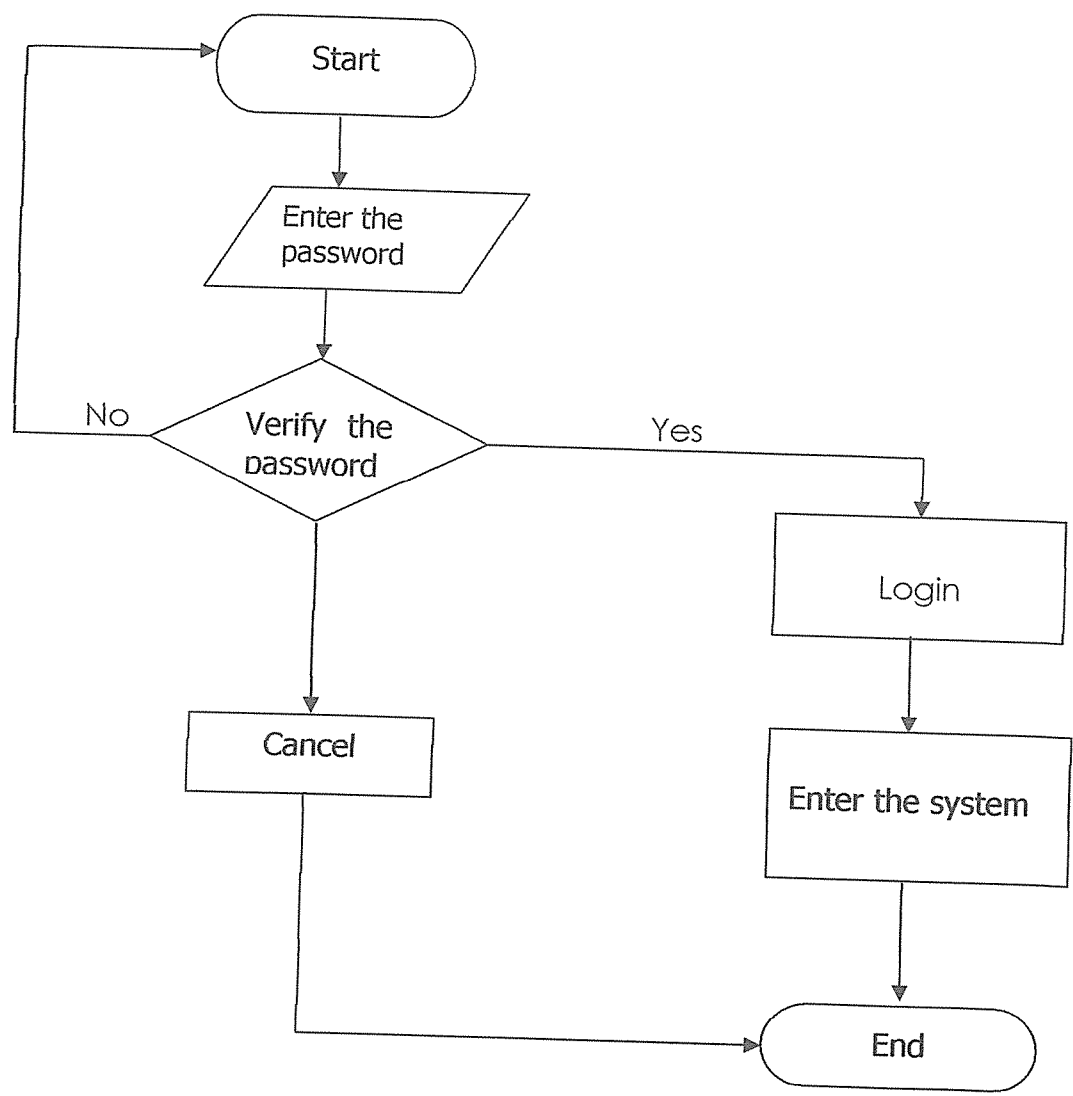 Start
Enter the
password
No
Verify the
password
Yes
Login
Cancel
Enter the system
End